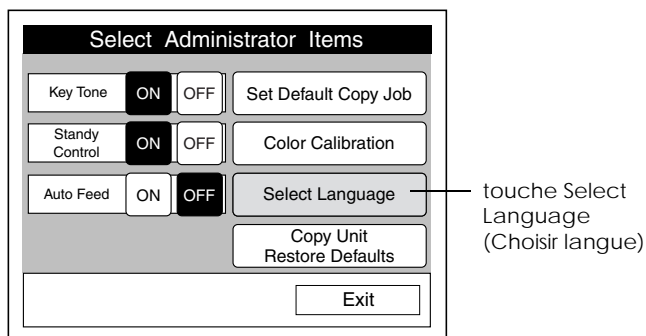 Select Administrator Items
Key Tone ON OFF Set Default Copy Job
Standy
Control ON OFF Color Calibration
Auto Feed ON OFF Select Language
touche Select
Language
(Choisir langue)
Copy Unit
Restore Defaults
Exit